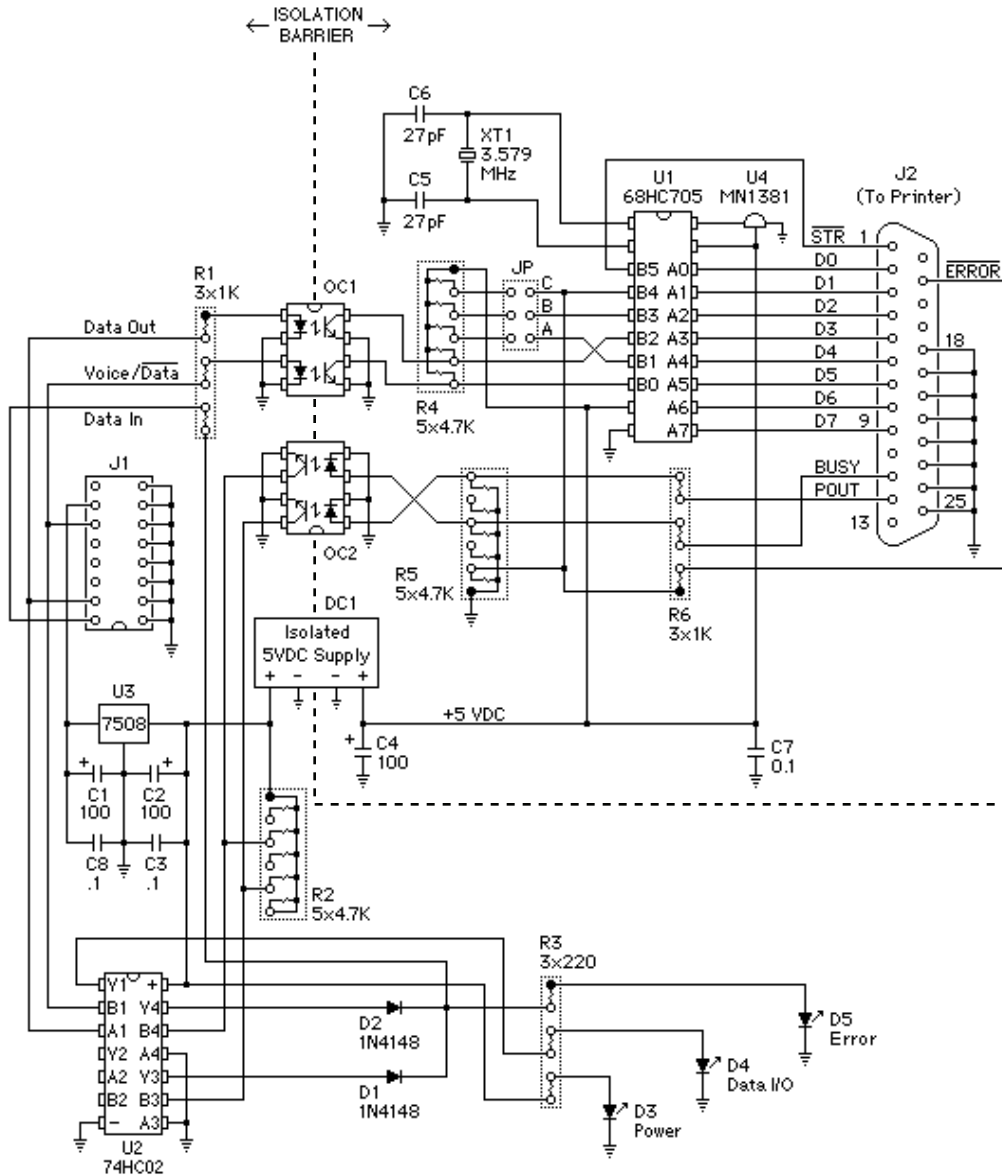 ← ISOLATION →
BARRIER
C6
27pF
XT1
3.579
MHz
C5
27pF
U1
68HC705
U4
MN1381
J2
(To Printer)
R1
3x1K
OC1
JP
C
B
A
B5 A0
B4 A1
B3 A2
B2 A3
B1 A4
B0 A5
A6
A7
STR 1
D0
D1
D2
D3
D4
D5
D6
D7 9
BUSY
POUT
13
ERROR
18
25
Data Out
Voice/Data
Data In
R4
5x4.7K
J1
OC2
R5
5x4.7K
R6
3x1K
DC1
Isolated
5VDC Supply
+ − − +
U3
7508
+5 VDC
+
C4
100
C7
0.1
+ +
C1
100
C2
100
C8
.1
C3
.1
R2
5x4.7K
R3
3x220
Y1 +
B1 Y4
A1 B4
Y2 A4
A2 Y3
B2 B3
− A3
U2
74HC02
D2
1N4148
D1
1N4148
D5
Error
D4
Data I/O
D3
Power